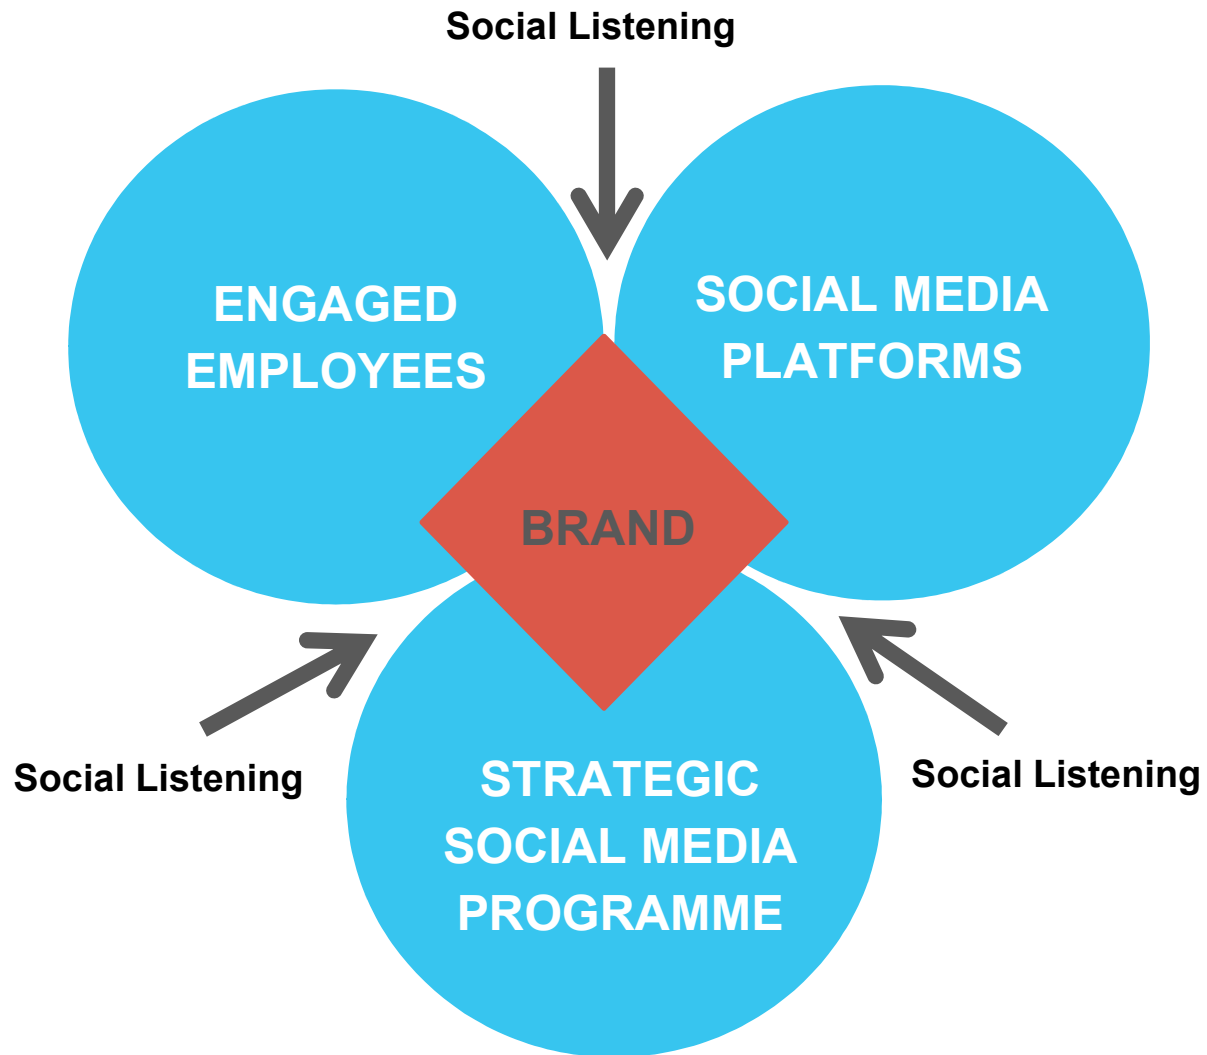 Social Listening
ENGAGED
EMPLOYEES
SOCIAL MEDIA
PLATFORMS
BRAND
Social Listening
STRATEGIC
SOCIAL MEDIA
PROGRAMME
Social Listening